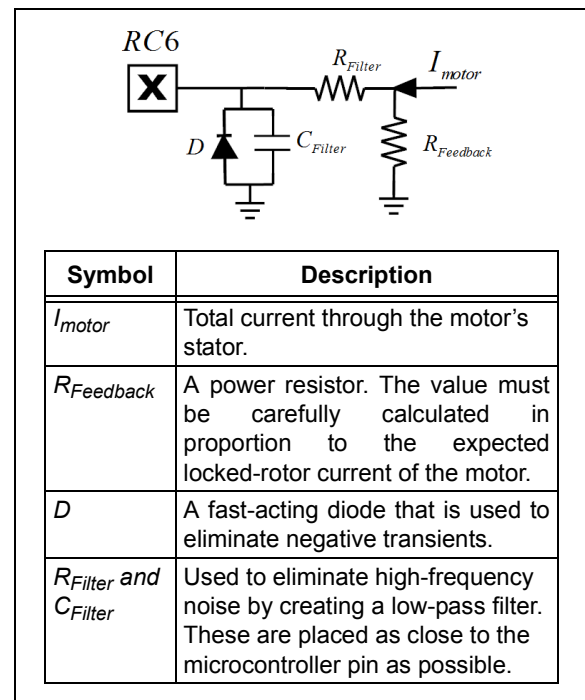 RC6
R_Filter
I_motor
X
D
C_Filter
R_Feedback
Symbol Description
I_motor Total current through the motor's
stator.
R_Feedback A power resistor. The value must
be carefully calculated in
proportion to the expected
locked-rotor current of the motor.
D A fast-acting diode that is used to
eliminate negative transients.
R_Filter and Used to eliminate high-frequency
C_Filter noise by creating a low-pass filter.
These are placed as close to the
microcontroller pin as possible.